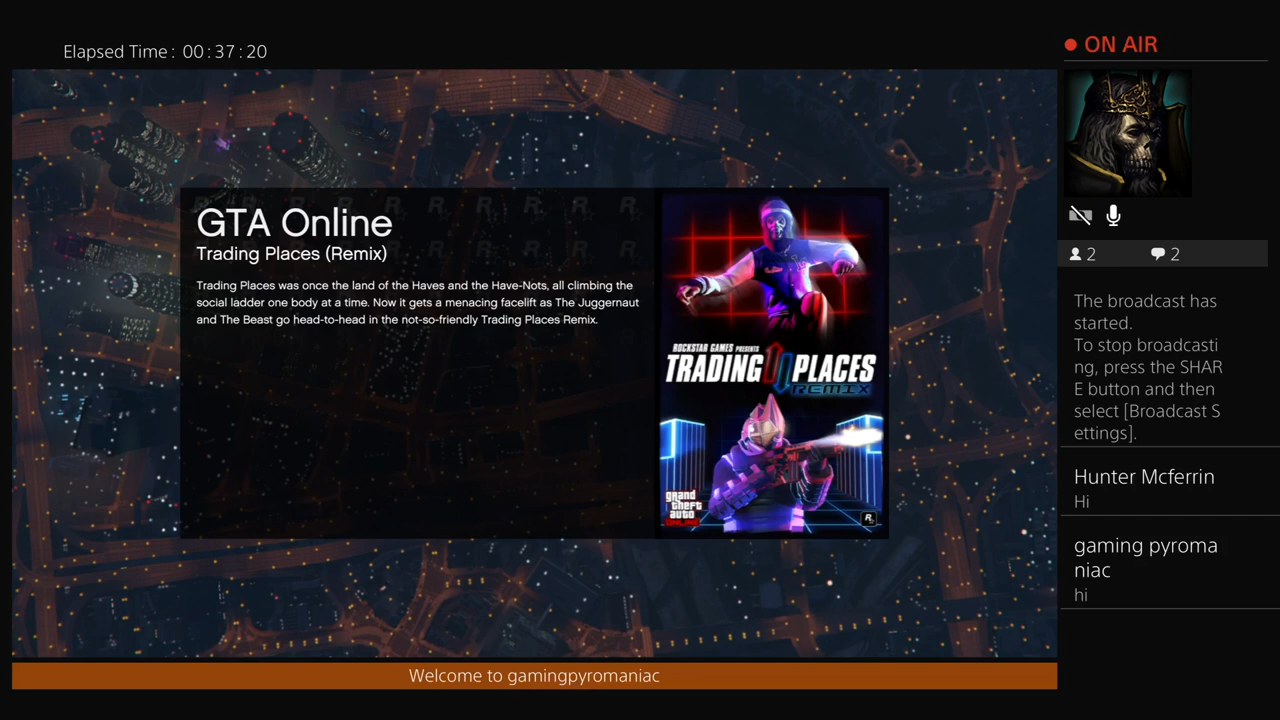 Elapsed Time: 00:37:20
ON AIR
GTA Online
Trading Places (Remix)
Trading Places was once the land of the Haves and the Have-Nots, all climbing the
social ladder one body at a time. Now it gets a menacing facelift as The Juggernaut
and The Beast go head-to-head in the not-so-friendly Trading Places Remix.
ROCKSTAR GAMES PRESENTS
TRADING PLACES
REMIX
grand
theft
auto
ONLINE
R
2
2
The broadcast has
started.
To stop broadcasti
ng, press the SHAR
E button and then
select [Broadcast S
ettings].
Hunter Mcferrin
Hi
gaming pyroma
niac
hi
Welcome to gamingpyromaniac